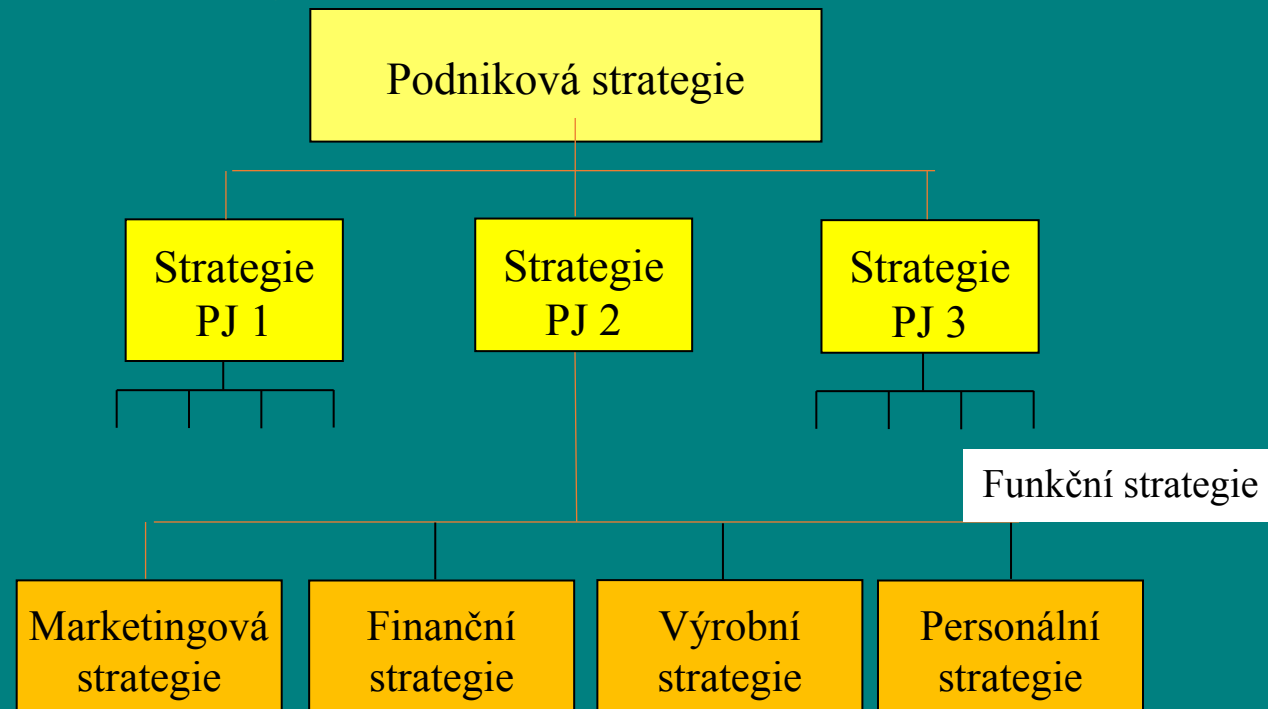 Podniková strategie
Strategie
PJ 1
Strategie
PJ 2
Strategie
PJ 3
Funkční strategie
Marketingová
strategie
Finanční
strategie
Výrobní
strategie
Personální
strategie